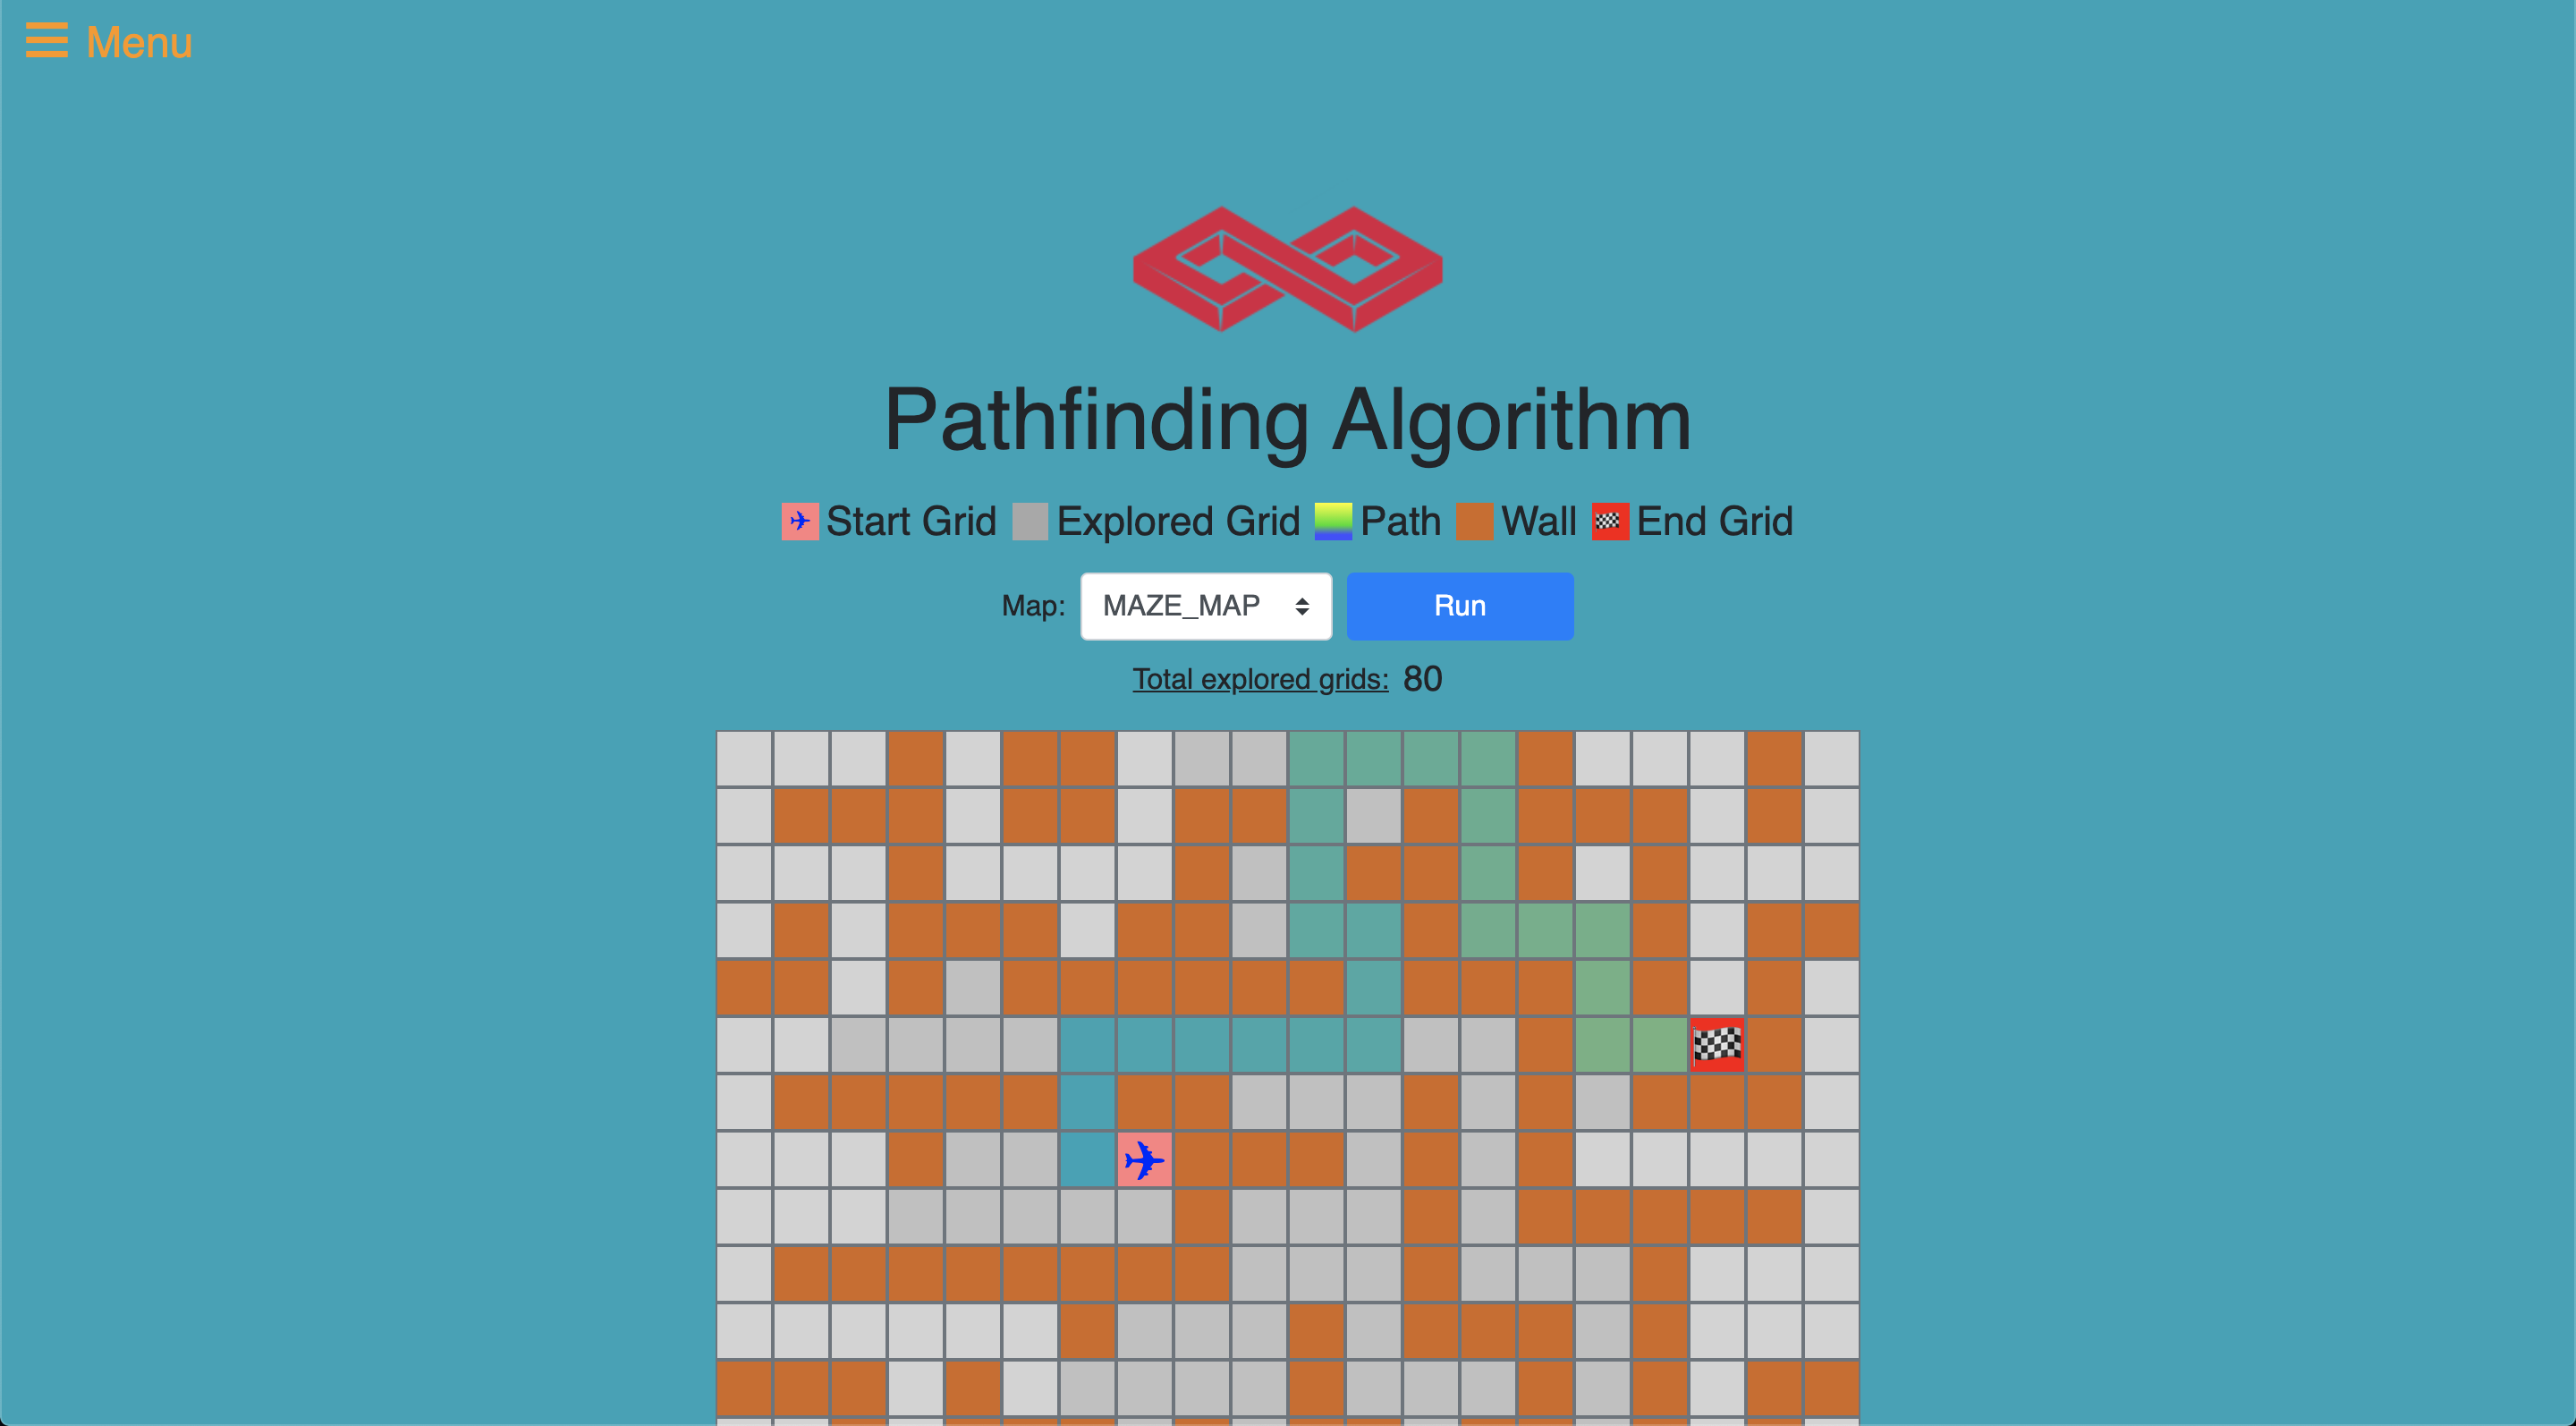 Menu
Pathfinding Algorithm
Start Grid Explored Grid Path Wall End Grid
Map: MAZE_MAP Run
Total explored grids: 80